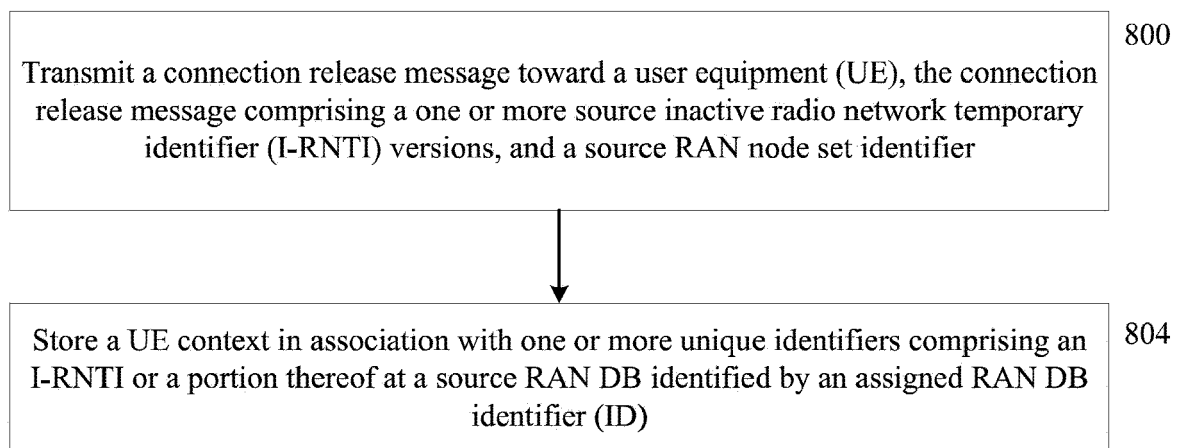 800
Transmit a connection release message toward a user equipment (UE), the connection
release message comprising a one or more source inactive radio network temporary
identifier (I-RNTI) versions, and a source RAN node set identifier
804
Store a UE context in association with one or more unique identifiers comprising an
I-RNTI or a portion thereof at a source RAN DB identified by an assigned RAN DB
identifier (ID)